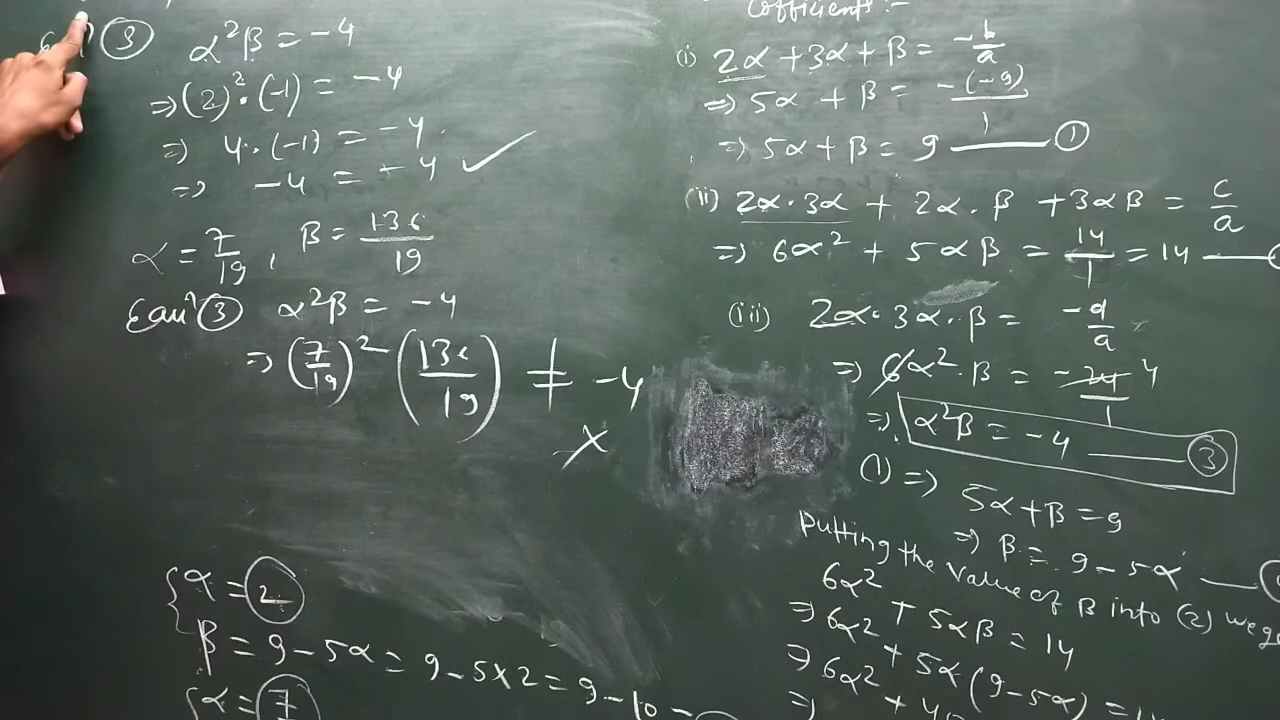 ③ α²β = -4
⇒ (2)²·(-1) = -4
⇒ 4·(-1) = -4
⇒ -4 = -4 ✓
α = 7/19, β = 136/19
Eqn ③ α²β = -4
⇒ (7/19)² (136/19) ≠ -4
×
{α = 2
β = 9 - 5α = 9 - 5×2 = 9 - 10 =
{α = 7
Cofficients :-
(i) 2α + 3α + β = -b/a
⇒ 5α + β = -(-9)/1
⇒ 5α + β = 9 —— ①
(ii) 2α·3α + 2α·β + 3αβ = c/a
⇒ 6α² + 5αβ = 14/1 = 14 ——
(iii) 2α·3α·β = -d/a
⇒ 6α²·β = -24/1 4
⇒ α²β = -4 —— ③
(1) ⇒ 5α + β = 9
⇒ β = 9 - 5α ——
Putting the value of β into (2) we ge
6α² + 5αβ = 14
⇒ 6α² + 5α(9 - 5α) =
⇒ 6α² + 4
⇒